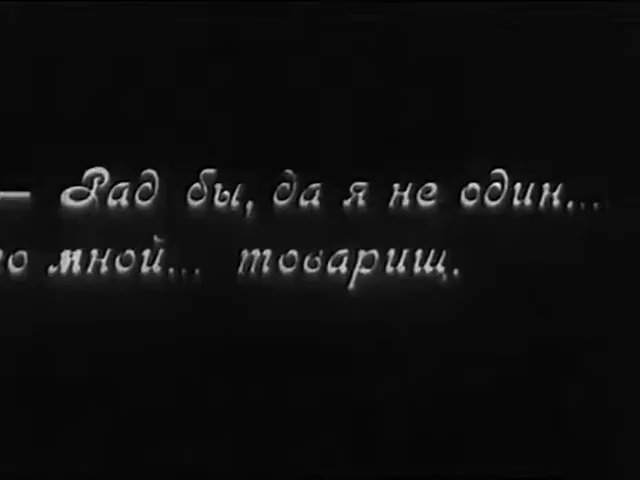 — Рад бы, да я не один...
о мной... товарищ.